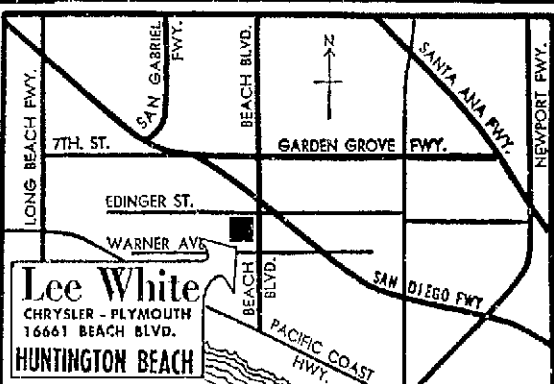 SAN GABRIEL
FWY.
BEACH BLVD.
N
SANTA ANA FWY.
NEWPORT FWY.
LONG BEACH FWY.
7TH. ST.
GARDEN GROVE FWY.
EDINGER ST.
WARNER AVE
BEACH
BLVD.
SAN DIEGO FWY
PACIFIC COAST
HWY.
Lee White
CHRYSLER - PLYMOUTH
16661 BEACH BLVD.
HUNTINGTON BEACH